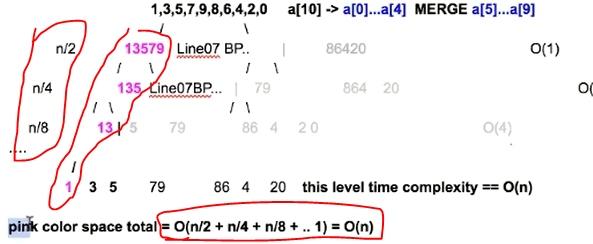 1,3,5,7,9,8,6,4,2,0 a[10] -> a[0]...a[4] MERGE a[5]...a[9]
n/2 13579 Line07 BP... | 86420 O(1)
n/4 135 Line07BP... | 79 864 20 O(
n/8 13 | 5 79 86 4 20 O(4)
....
1 3 5 79 86 4 20 this level time complexity == O(n)
pink color space total = O(n/2 + n/4 + n/8 + .. 1) = O(n)